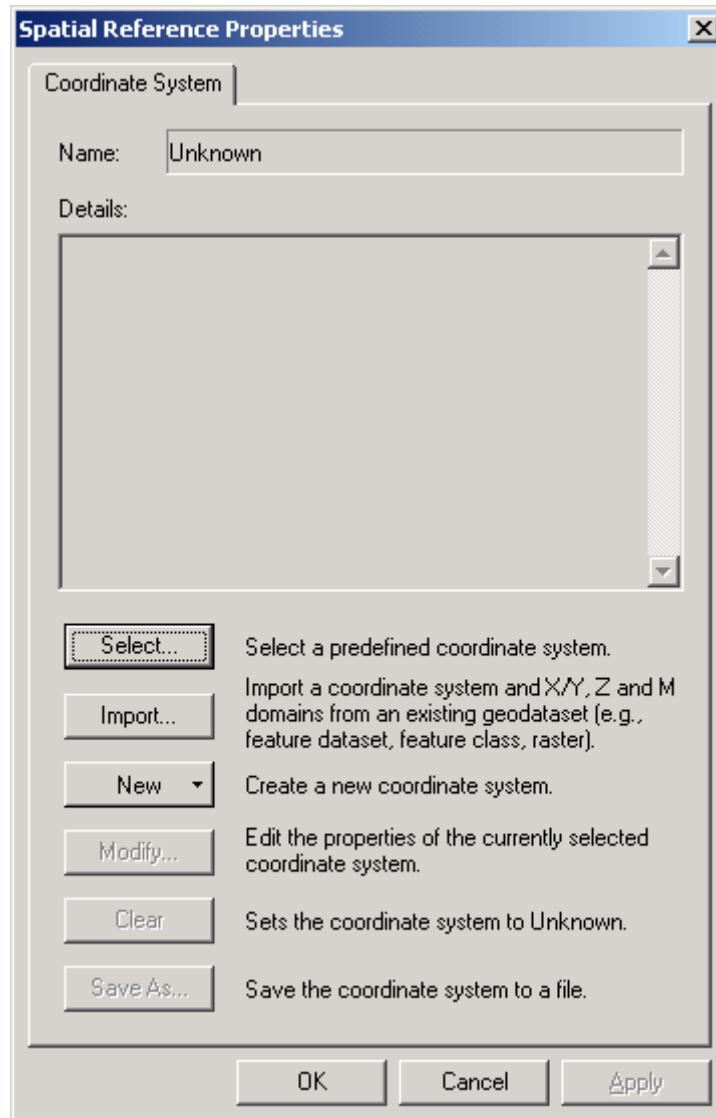 Spatial Reference Properties
Coordinate System
Name: Unknown
Details:
Select... Select a predefined coordinate system.
Import... Import a coordinate system and X/Y, Z and M
domains from an existing geodataset (e.g.,
feature dataset, feature class, raster).
New Create a new coordinate system.
Modify... Edit the properties of the currently selected
coordinate system.
Clear Sets the coordinate system to Unknown.
Save As... Save the coordinate system to a file.
OK Cancel Apply